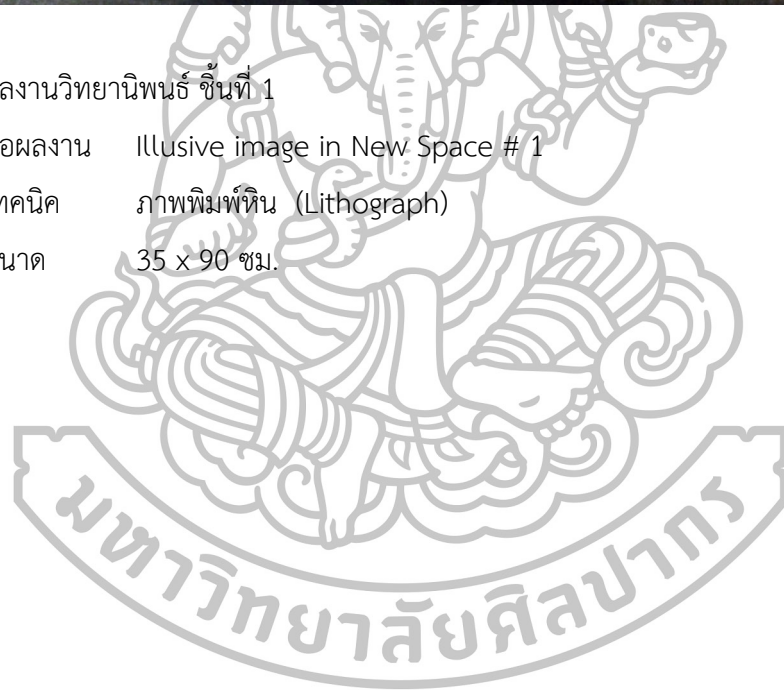 ลงานวิทยานิพนธ์ ชิ้นที่ 1
อผลงาน Illusive image in New Space # 1
ทคนิค ภาพพิมพ์หิน (Lithograph)
นาด 35 x 90 ซม.
มหาวิทยาลัยศิลปากร